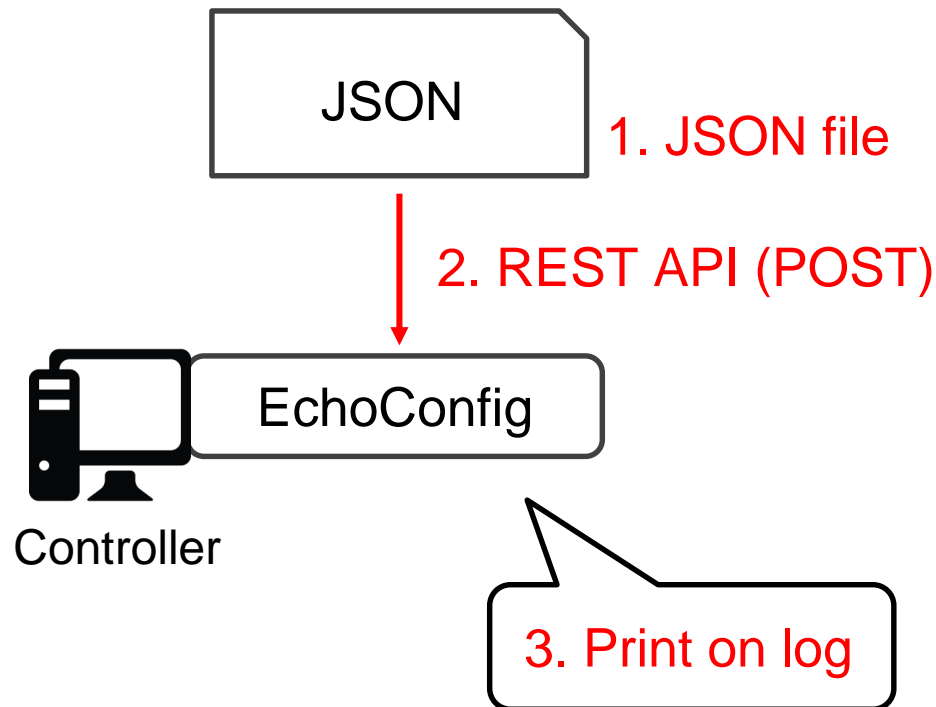 JSON
1. JSON file
2. REST API (POST)
EchoConfig
Controller
3. Print on log